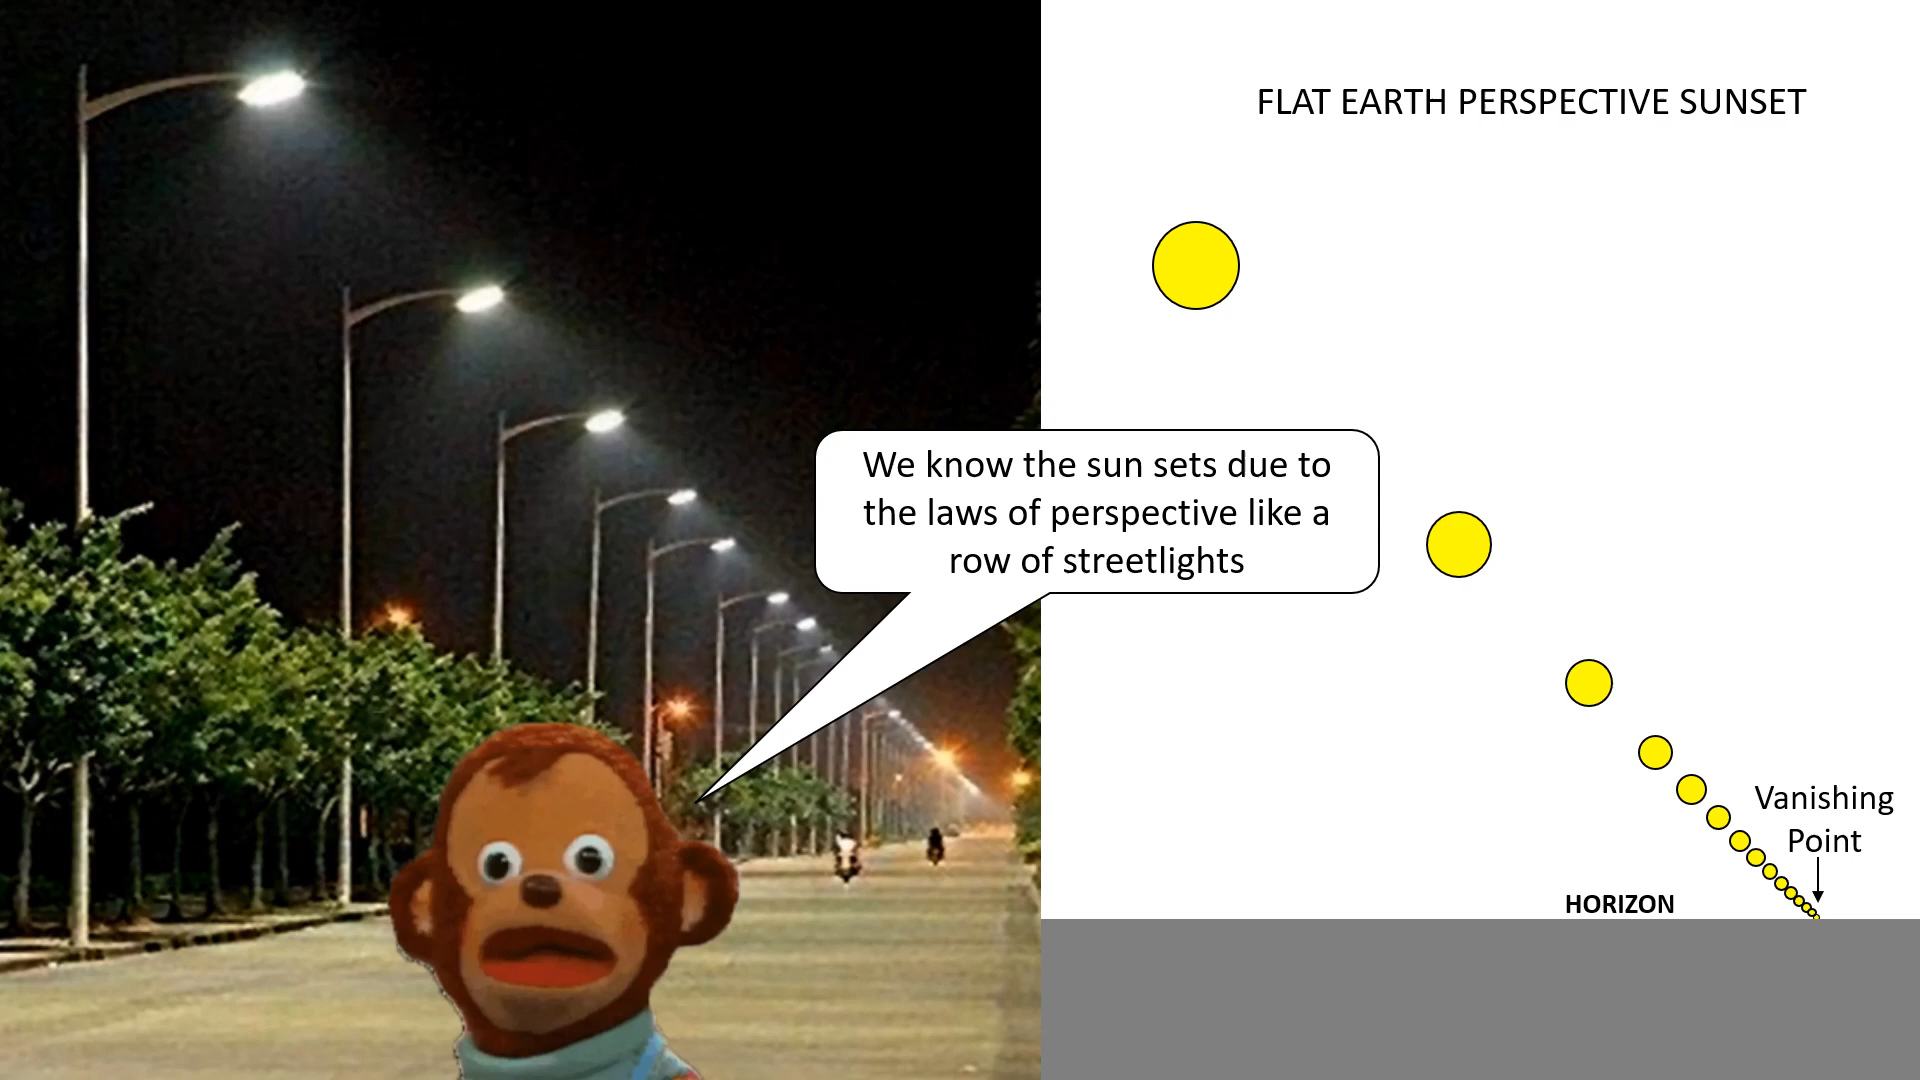 FLAT EARTH PERSPECTIVE SUNSET
We know the sun sets due to
the laws of perspective like a
row of streetlights
Vanishing
Point
HORIZON